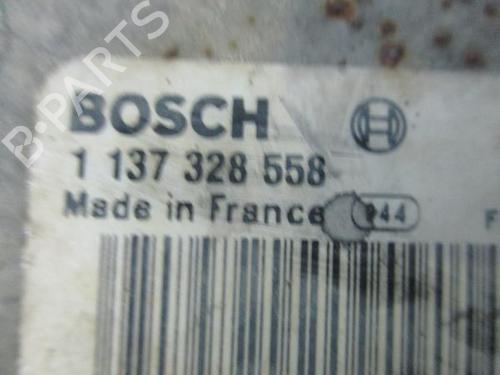 B-PARTS
BOSCH
1 137 328 558
Made in France
F